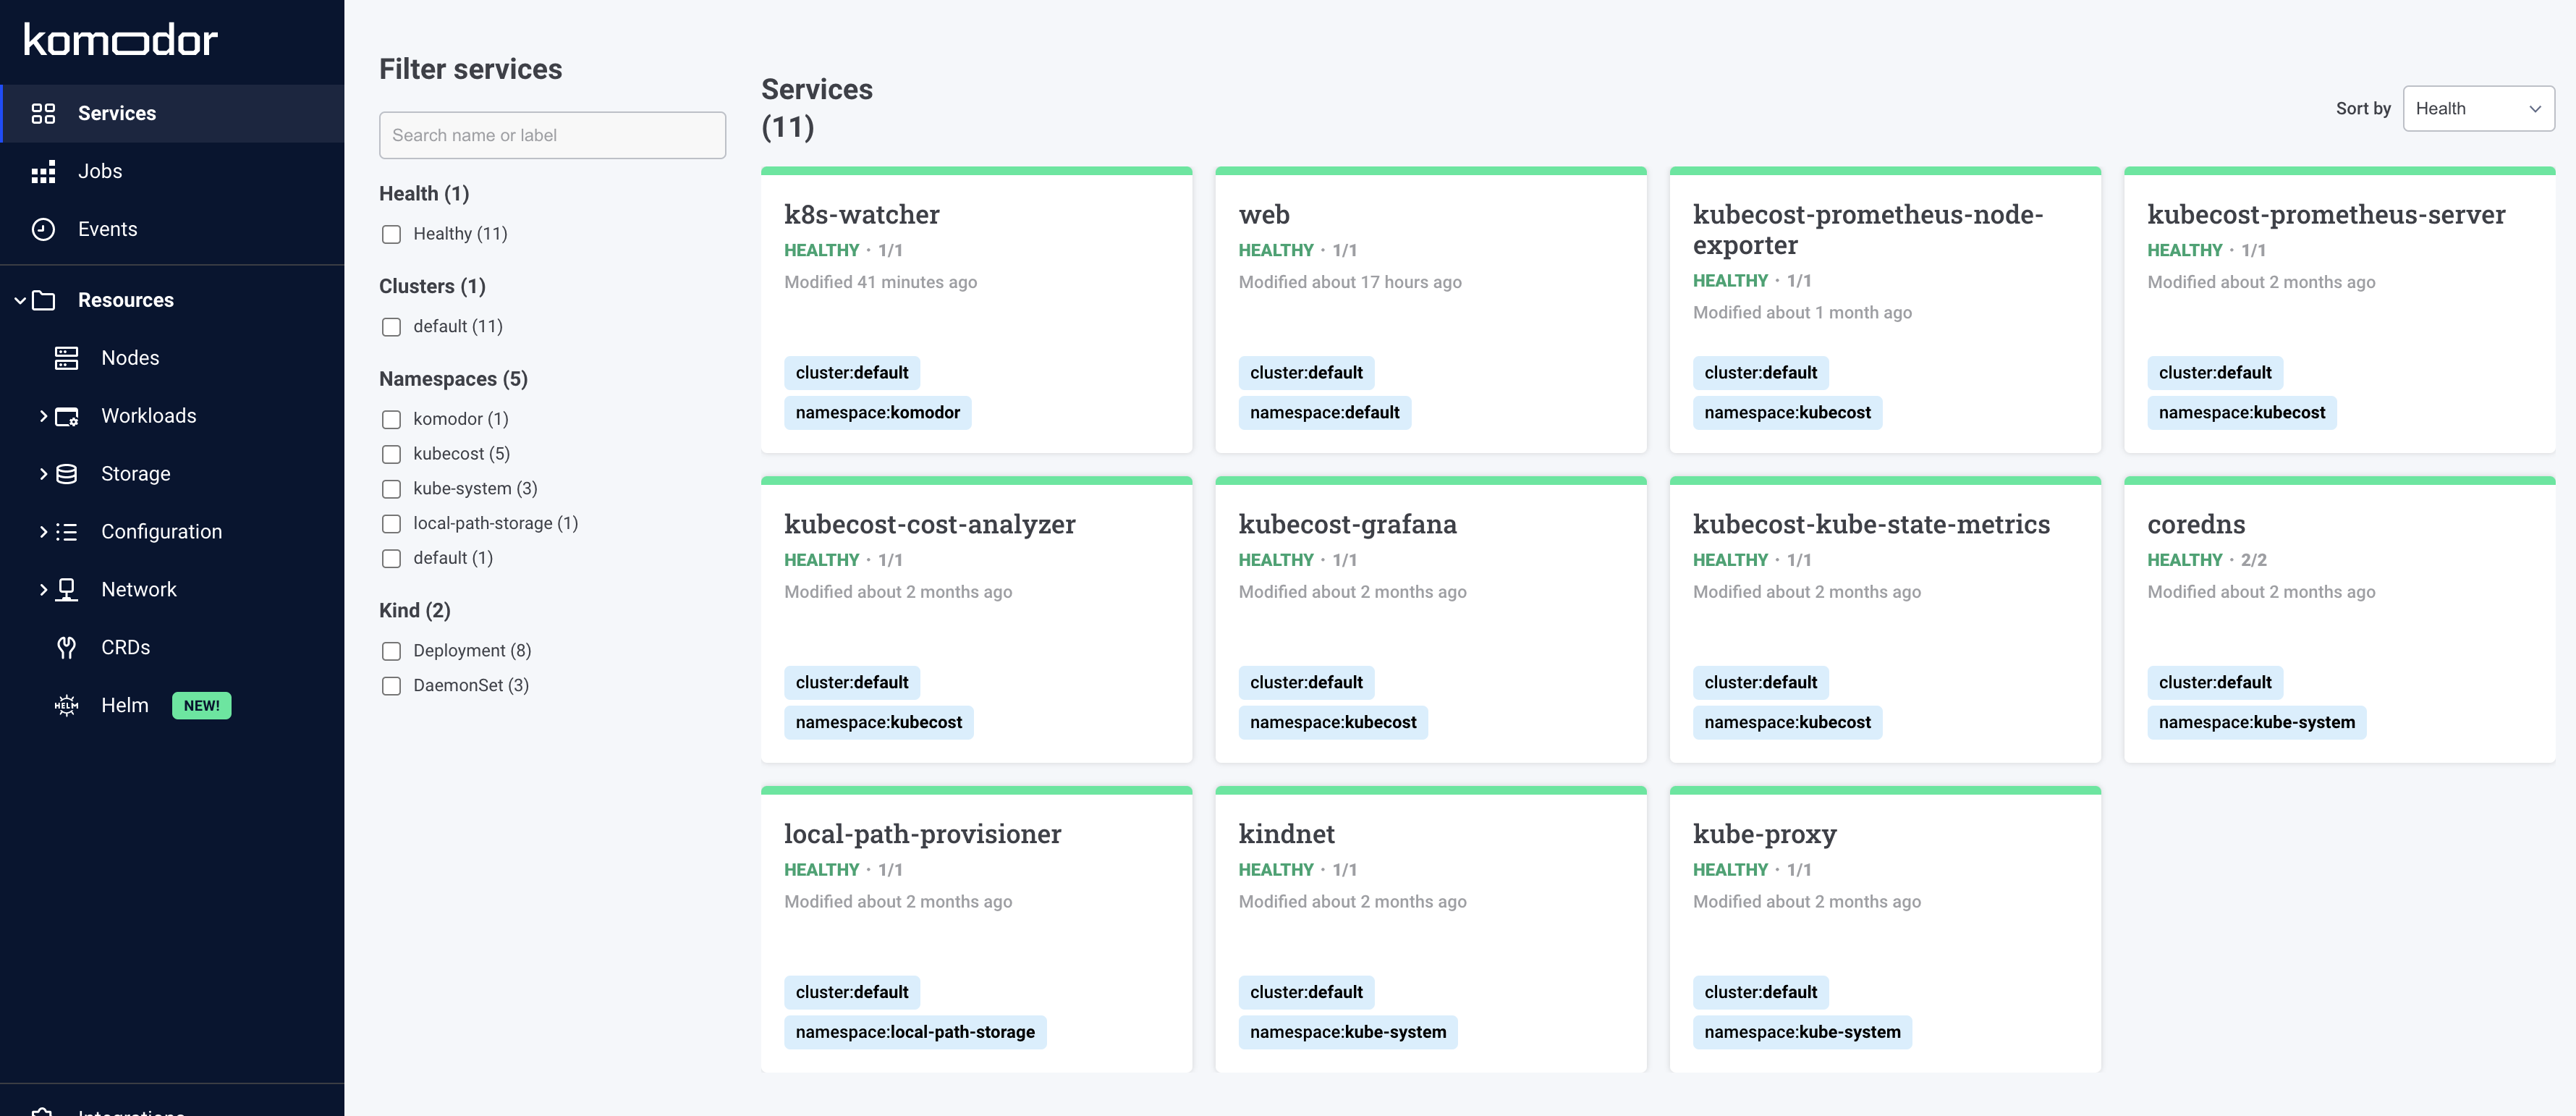 komodor
Services
Jobs
Events
Resources
Nodes
Workloads
Storage
Configuration
Network
CRDs
HELM
Helm NEW!
Filter services
Search name or label
Health (1)
Healthy (11)
Clusters (1)
default (11)
Namespaces (5)
komodor (1)
kubecost (5)
kube-system (3)
local-path-storage (1)
default (1)
Kind (2)
Deployment (8)
DaemonSet (3)
Services
(11)
Sort by Health
k8s-watcher
HEALTHY · 1/1
Modified 41 minutes ago
cluster:default
namespace:komodor
web
HEALTHY · 1/1
Modified about 17 hours ago
cluster:default
namespace:default
kubecost-prometheus-node-
exporter
HEALTHY · 1/1
Modified about 1 month ago
cluster:default
namespace:kubecost
kubecost-prometheus-server
HEALTHY · 1/1
Modified about 2 months ago
cluster:default
namespace:kubecost
kubecost-cost-analyzer
HEALTHY · 1/1
Modified about 2 months ago
cluster:default
namespace:kubecost
kubecost-grafana
HEALTHY · 1/1
Modified about 2 months ago
cluster:default
namespace:kubecost
kubecost-kube-state-metrics
HEALTHY · 1/1
Modified about 2 months ago
cluster:default
namespace:kubecost
coredns
HEALTHY · 2/2
Modified about 2 months ago
cluster:default
namespace:kube-system
local-path-provisioner
HEALTHY · 1/1
Modified about 2 months ago
cluster:default
namespace:local-path-storage
kindnet
HEALTHY · 1/1
Modified about 2 months ago
cluster:default
namespace:kube-system
kube-proxy
HEALTHY · 1/1
Modified about 2 months ago
cluster:default
namespace:kube-system
Integrations